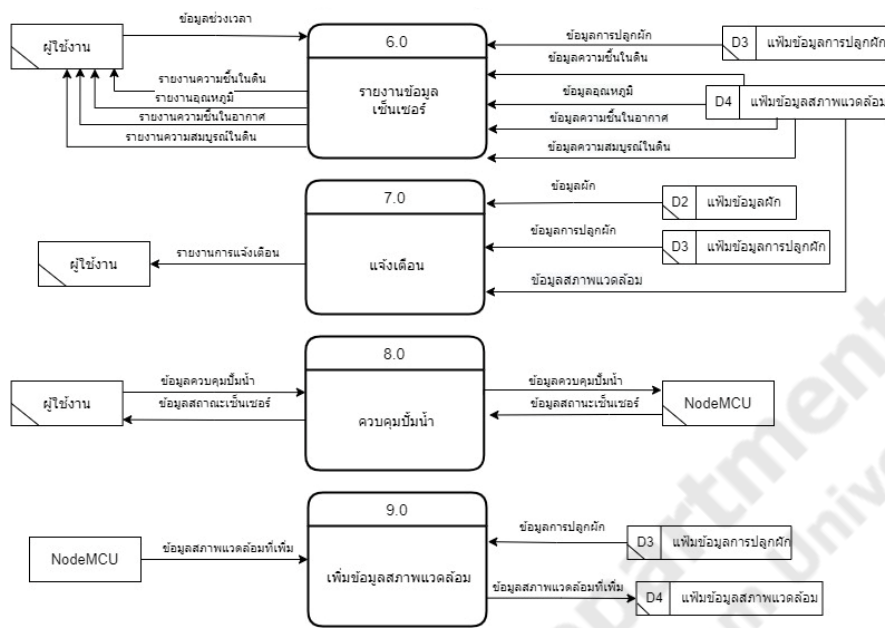 ข้อมูลช่วงเวลา
ผู้ใช้งาน
6.0
รายงานข้อมูล
เซ็นเซอร์
รายงานความชื้นในดิน
รายงานอุณหภูมิ
รายงานความชื้นในอากาศ
รายงานความสมบูรณ์ในดิน
ข้อมูลการปลูกผัก
D3 แฟ้มข้อมูลการปลูกผัก
ข้อมูลความชื้นในดิน
ข้อมูลอุณหภูมิ
D4 แฟ้มข้อมูลสภาพแวดล้อม
ข้อมูลความชื้นในอากาศ
ข้อมูลความสมบูรณ์ในดิน
7.0
แจ้งเตือน
รายงานการแจ้งเตือน
ผู้ใช้งาน
ข้อมูลผัก
D2 แฟ้มข้อมูลผัก
ข้อมูลการปลูกผัก
D3 แฟ้มข้อมูลการปลูกผัก
ข้อมูลสภาพแวดล้อม
8.0
ควบคุมปั๊มน้ำ
ผู้ใช้งาน
ข้อมูลควบคุมปั๊มน้ำ
ข้อมูลสถาณะเซ็นเซอร์
ข้อมูลควบคุมปั๊มน้ำ
ข้อมูลสถานะเซ็นเซอร์
NodeMCU
9.0
เพิ่มข้อมูลสภาพแวดล้อม
NodeMCU
ข้อมูลสภาพแวดล้อมที่เพิ่ม
ข้อมูลการปลูกผัก
D3 แฟ้มข้อมูลการปลูกผัก
ข้อมูลสภาพแวดล้อมที่เพิ่ม
D4 แฟ้มข้อมูลสภาพแวดล้อม